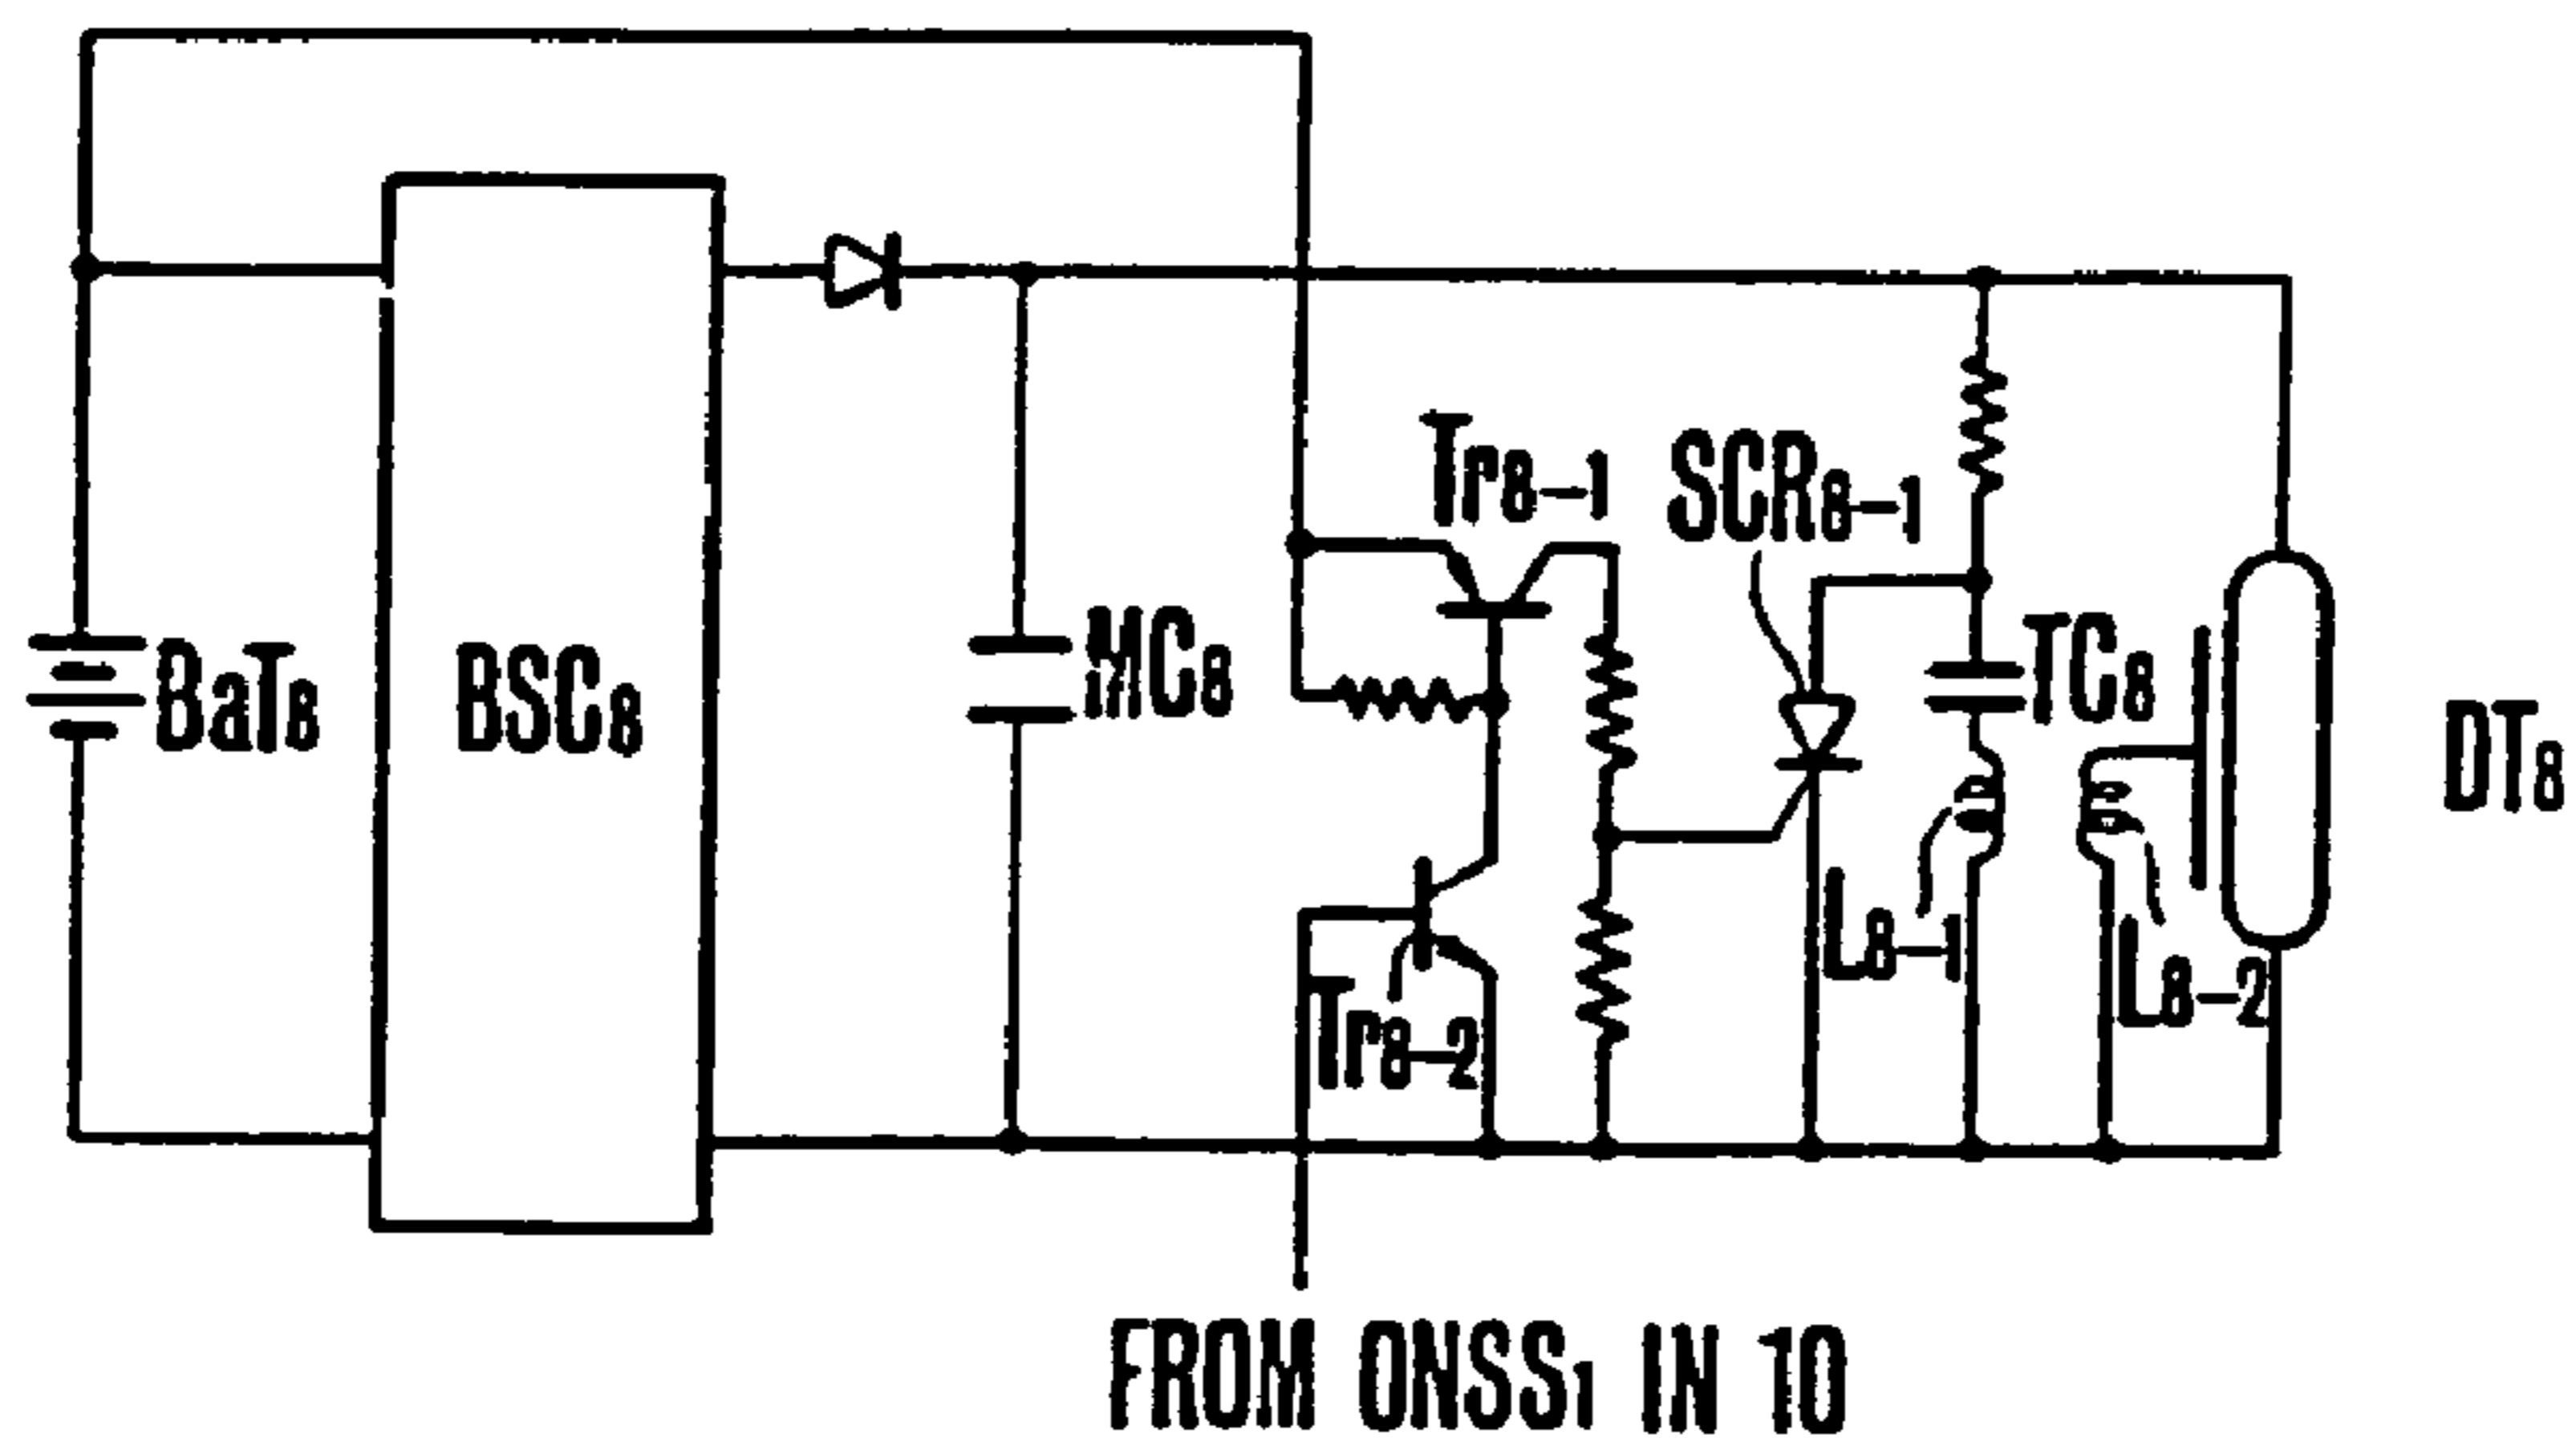 Tr8-1
SCR8-1
BaT8
BSC8
MC8
TC8
DT8
L8-1
L8-2
Tr8-2
FROM ONSS1 IN 10